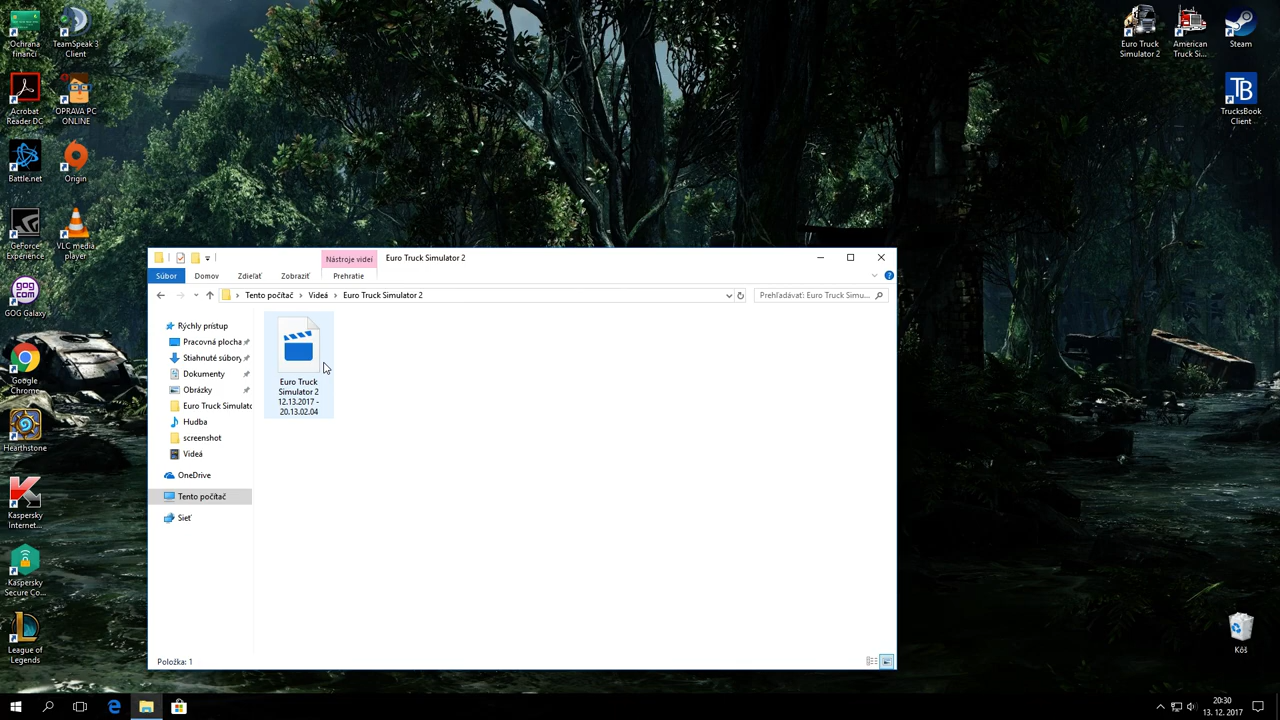 Ochrana
financí
TeamSpeak 3
Client
Acrobat
Reader DC
OPRAVA PC
ONLINE
Battle.net
Origin
GeForce
Experience
VLC media
player
GOG.COM
GOG Galaxy
Google
Chrome
Hearthstone
Kaspersky
Internet...
Kaspersky
Secure Co...
League of
Legends
Euro Truck
Simulator 2
American
Truck Si...
Steam
TB
TrucksBook
Client
Kôš
Nástroje videí
Euro Truck Simulator 2
Súbor
Domov
Zdieľať
Zobraziť
Prehratie
Tento počítač
Videá
Euro Truck Simulator 2
Prehľadávať: Euro Truck Simu...
Rýchly prístup
Pracovná plocha
Stiahnuté súbory
Dokumenty
Obrázky
Euro Truck Simulato
Hudba
screenshot
Videá
OneDrive
Tento počítač
Sieť
Euro Truck
Simulator 2
12.13.2017 -
20.13.02.04
Položka: 1
20:30
13. 12. 2017